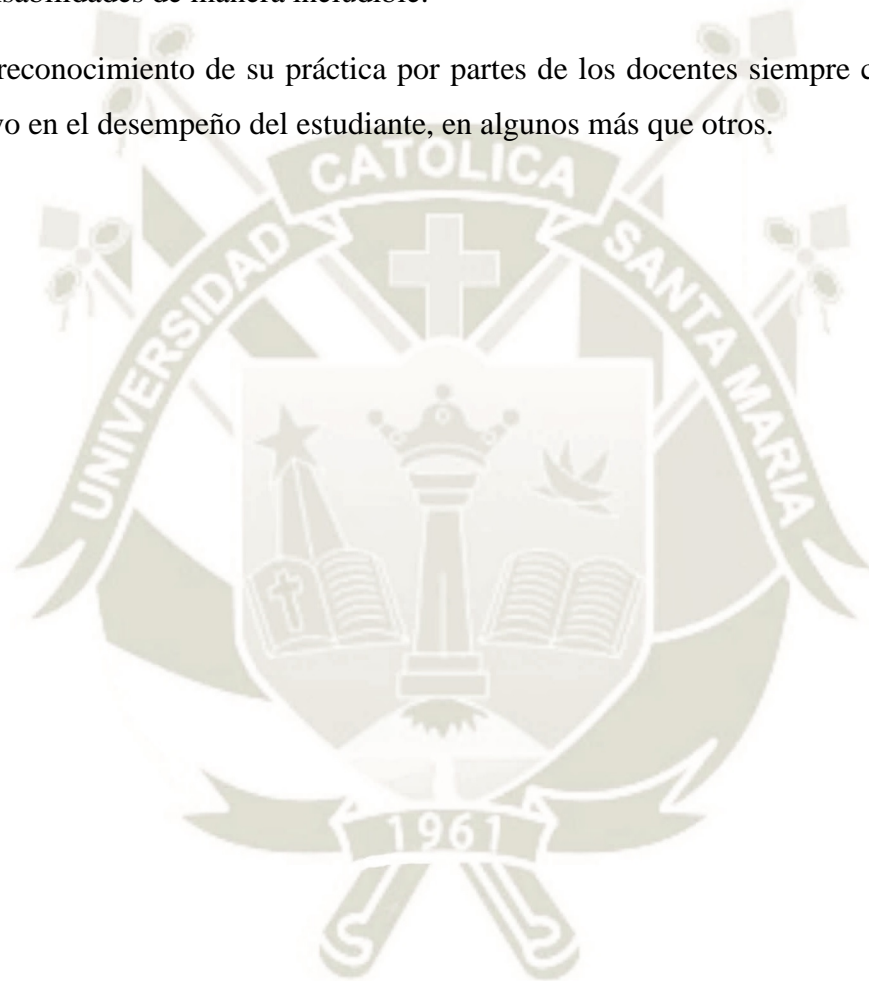 reconocimiento de su práctica por partes de los docentes siempre
en el desempeño del estudiante, en algunos más que otros.
CATOLICA
UNIVERSIDAD
SANTA MARIA
1961